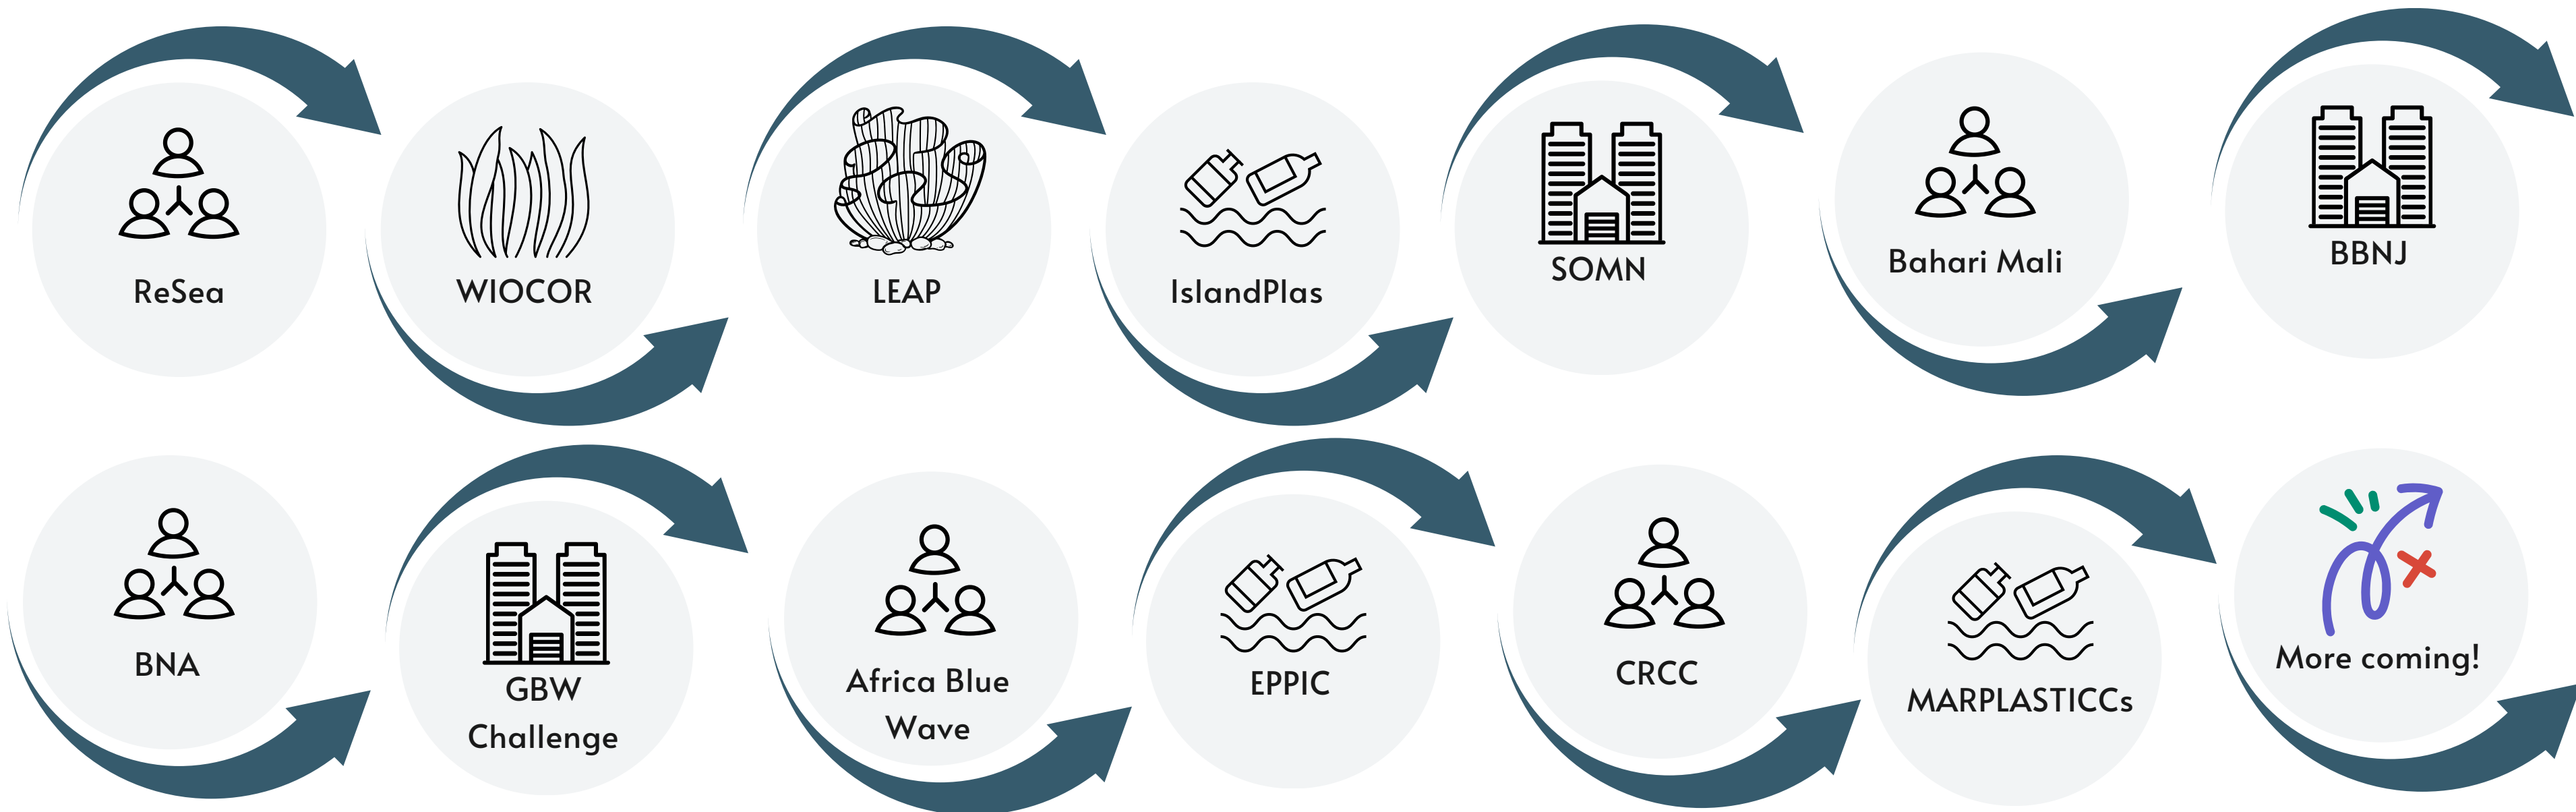 ReSea
WIOCOR
LEAP
IslandPlas
SOMN
Bahari Mali
BBNJ
BNA
GBW
Challenge
Africa Blue
Wave
EPPIC
CRCC
MARPLASTICCs
More coming!